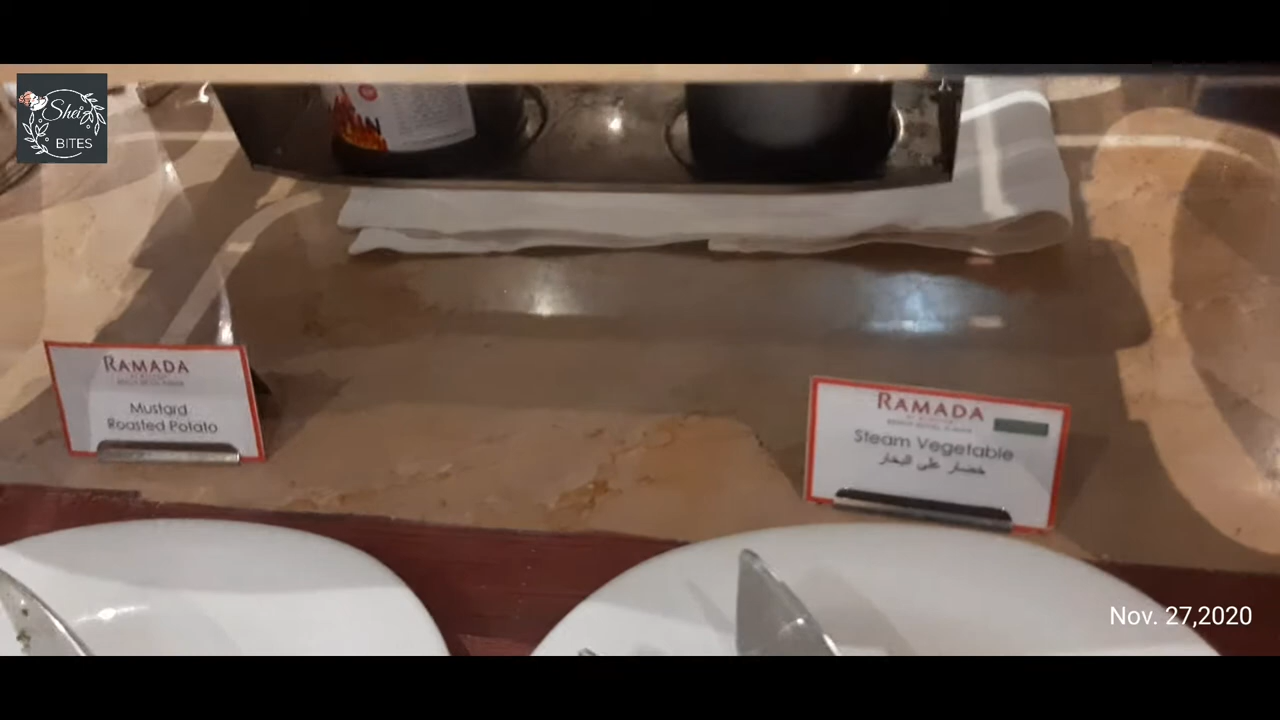 Shei
BITES
RAMADA
Mustard
Roasted Potato
RAMADA
Steam Vegetable
خضار على البخار
Nov. 27,2020